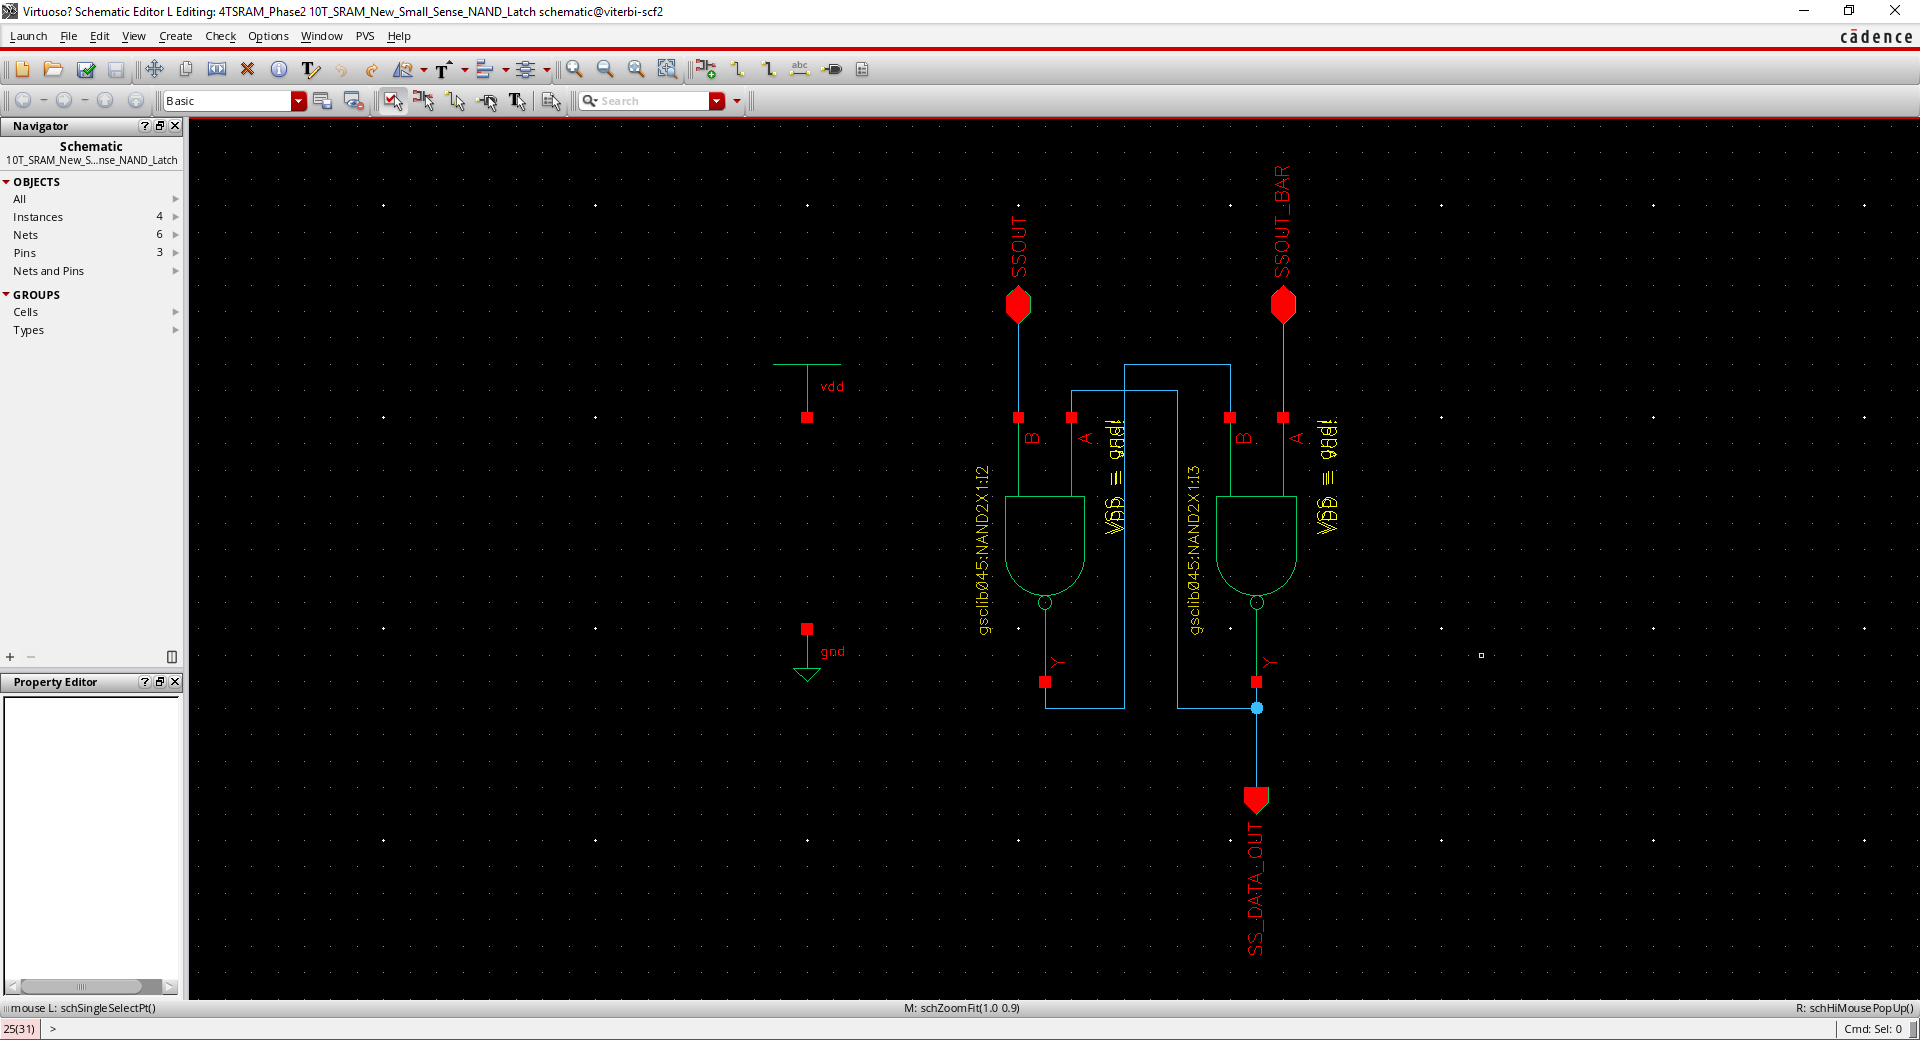 Virtuoso? Schematic Editor L Editing: 4TSRAM_Phase2 10T_SRAM_New_Small_Sense_NAND_Latch schematic@viterbi-scf2
Launch File Edit View Create Check Options Window PVS Help
cādence
abc
Basic
Search
Navigator
Schematic
10T_SRAM_New_S...nse_NAND_Latch
OBJECTS
All
Instances 4
Nets 6
Pins 3
Nets and Pins
GROUPS
Cells
Types
Property Editor
SSOUT
SSOUT_BAR
vdd
gnd
B
A
B
A
gsclib045:NAND2X1:I2
gsclib045:NAND2X1:I3
Y
Y
SS_DATA_OUT
mouse L: schSingleSelectPt()
M: schZoomFit(1.0 0.9)
R: schHiMousePopUp()
25(31) >
Cmd: Sel: 0